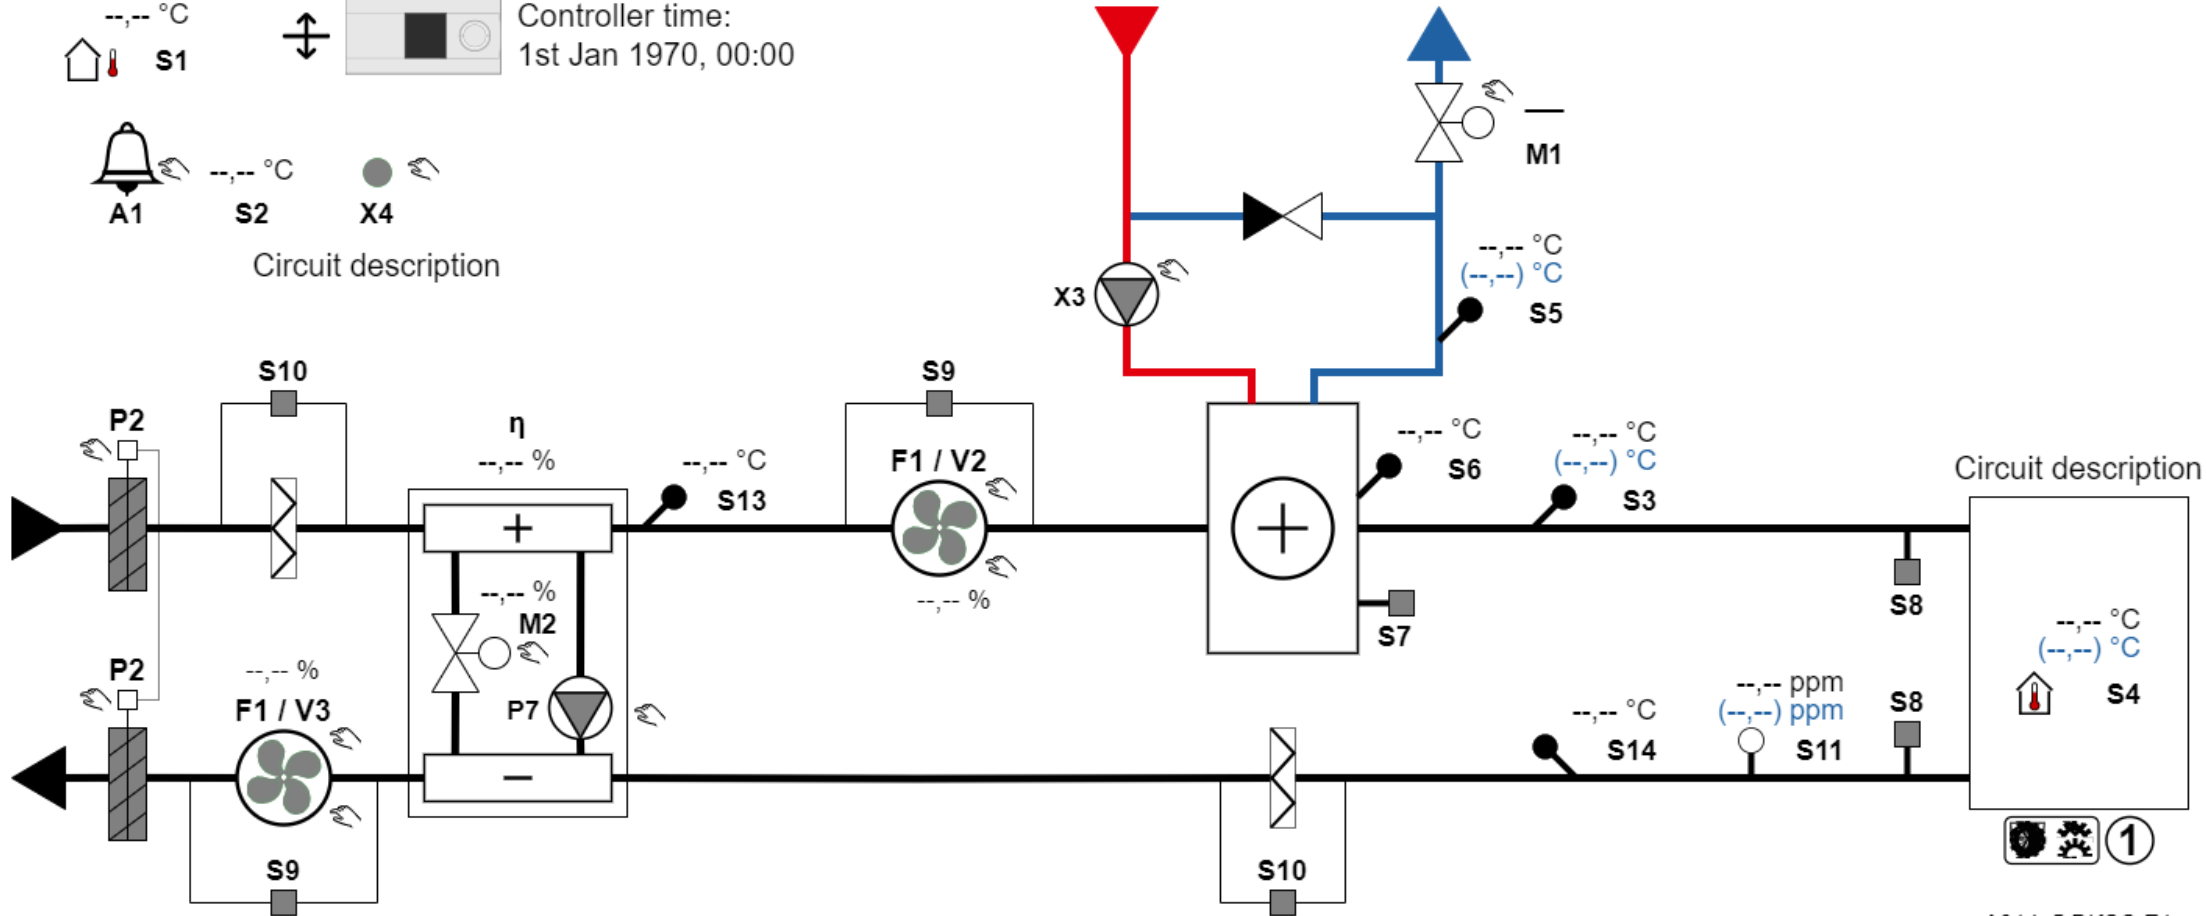 --,-- °C
S1
Controller time:
1st Jan 1970, 00:00
A1
--,-- °C
S2
X4
Circuit description
M1
X3
--,-- °C
(--,--) °C
S5
S10
P2
η
--,-- %
--,-- °C
S13
S9
F1 / V2
--,-- %
--,-- °C
S6
--,-- °C
(--,--) °C
S3
S7
S8
Circuit description
--,-- °C
(--,--) °C
S4
--,-- %
M2
P7
P2
--,-- %
F1 / V3
S9
S10
--,-- °C
S14
--,-- ppm
(--,--) ppm
S11
S8
1